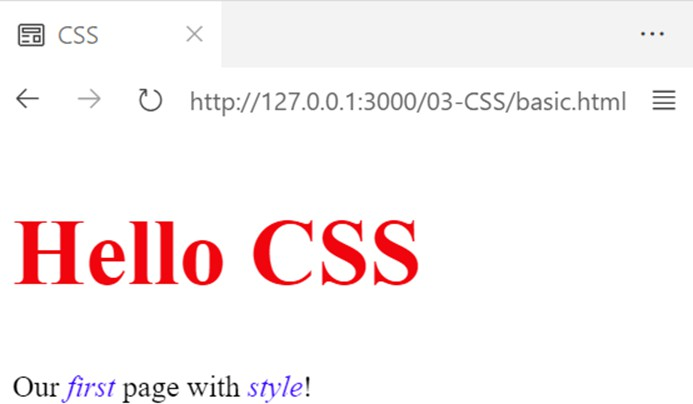 CSS
http://127.0.0.1:3000/03-CSS/basic.html
Hello CSS
Our first page with style!